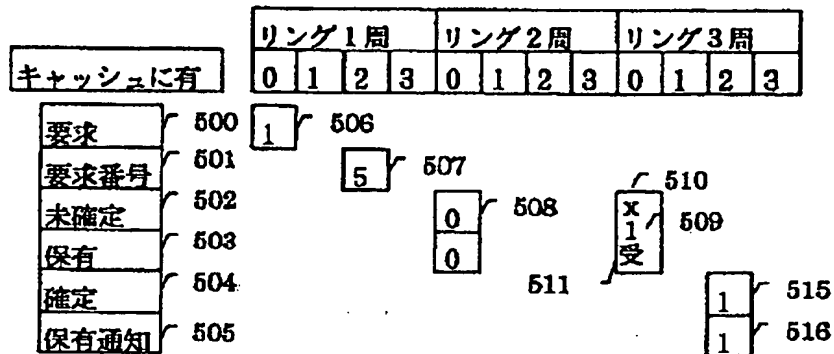 リング1周 リング2周 リング3周
キャッシュに有 0 1 2 3 0 1 2 3 0 1 2 3
要求 500 1 506
要求番号 501 5 507
未確定 502 0 508 x 510
保有 503 0 1 509
受 511
確定 504 1 515
保有通知 505 1 516